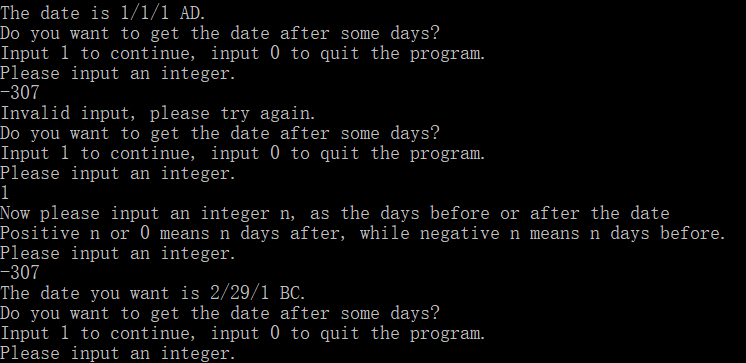 The date is 1/1/1 AD.
Do you want to get the date after some days?
Input 1 to continue, input 0 to quit the program.
Please input an integer.
-307
Invalid input, please try again.
Do you want to get the date after some days?
Input 1 to continue, input 0 to quit the program.
Please input an integer.
1
Now please input an integer n, as the days before or after the date
Positive n or 0 means n days after, while negative n means n days before.
Please input an integer.
-307
The date you want is 2/29/1 BC.
Do you want to get the date after some days?
Input 1 to continue, input 0 to quit the program.
Please input an integer.